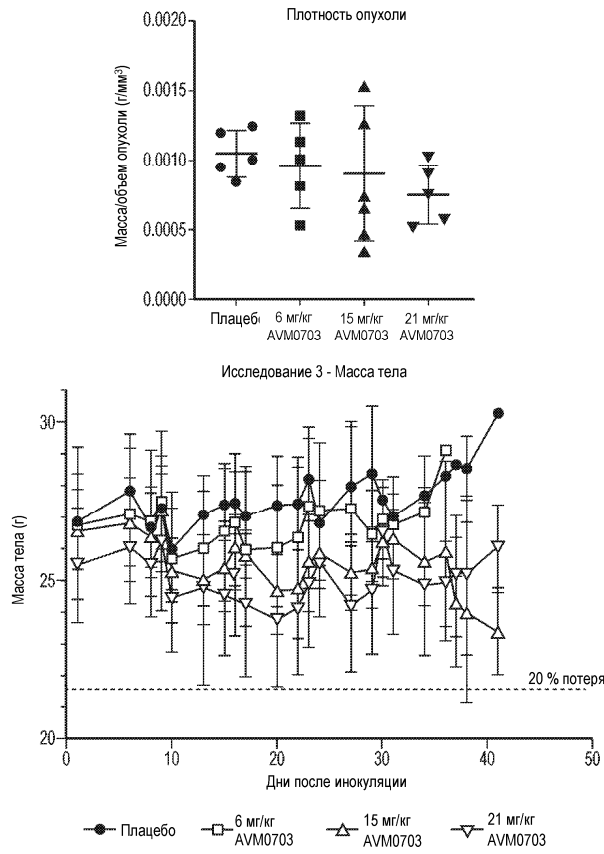 Плотность опухоли
Масса/объем опухоли (г/мм³)
0.0020
0.0015
0.0010
0.0005
0.0000
Плацебо
6 мг/кг
AVM0703
15 мг/кг
AVM0703
21 мг/кг
AVM0703
Исследование 3 - Масса тела
Масса тела (г)
30
25
20
20 % потеря
0
10
20
30
40
50
Дни после инокуляции
Плацебо
6 мг/кг
AVM0703
15 мг/кг
AVM0703
21 мг/кг
AVM0703